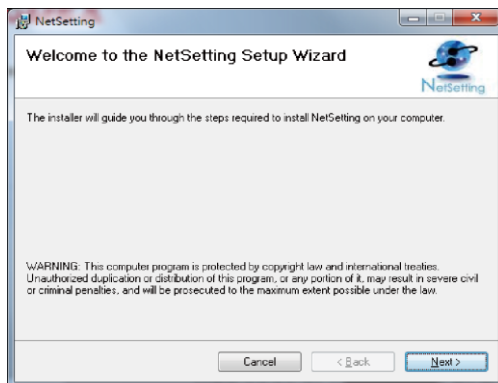 NetSetting
Welcome to the NetSetting Setup Wizard
NetSetting
The installer will guide you through the steps required to install NetSetting on your computer.
WARNING: This computer program is protected by copyright law and international treaties.
Unauthorized duplication or distribution of this program, or any portion of it, may result in severe civil
or criminal penalties, and will be prosecuted to the maximum extent possible under the law.
Cancel
< Back
Next >